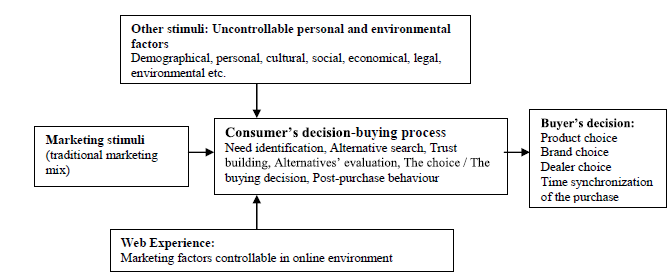 Other stimuli: Uncontrollable personal and environmental
factors
Demographical, personal, cultural, social, economical, legal,
environmental etc.
Marketing stimuli
(traditional marketing
mix)
Consumer's decision-buying process
Need identification, Alternative search, Trust
building, Alternatives' evaluation, The choice / The
buying decision, Post-purchase behaviour
Buyer's decision:
Product choice
Brand choice
Dealer choice
Time synchronization
of the purchase
Web Experience:
Marketing factors controllable in online environment